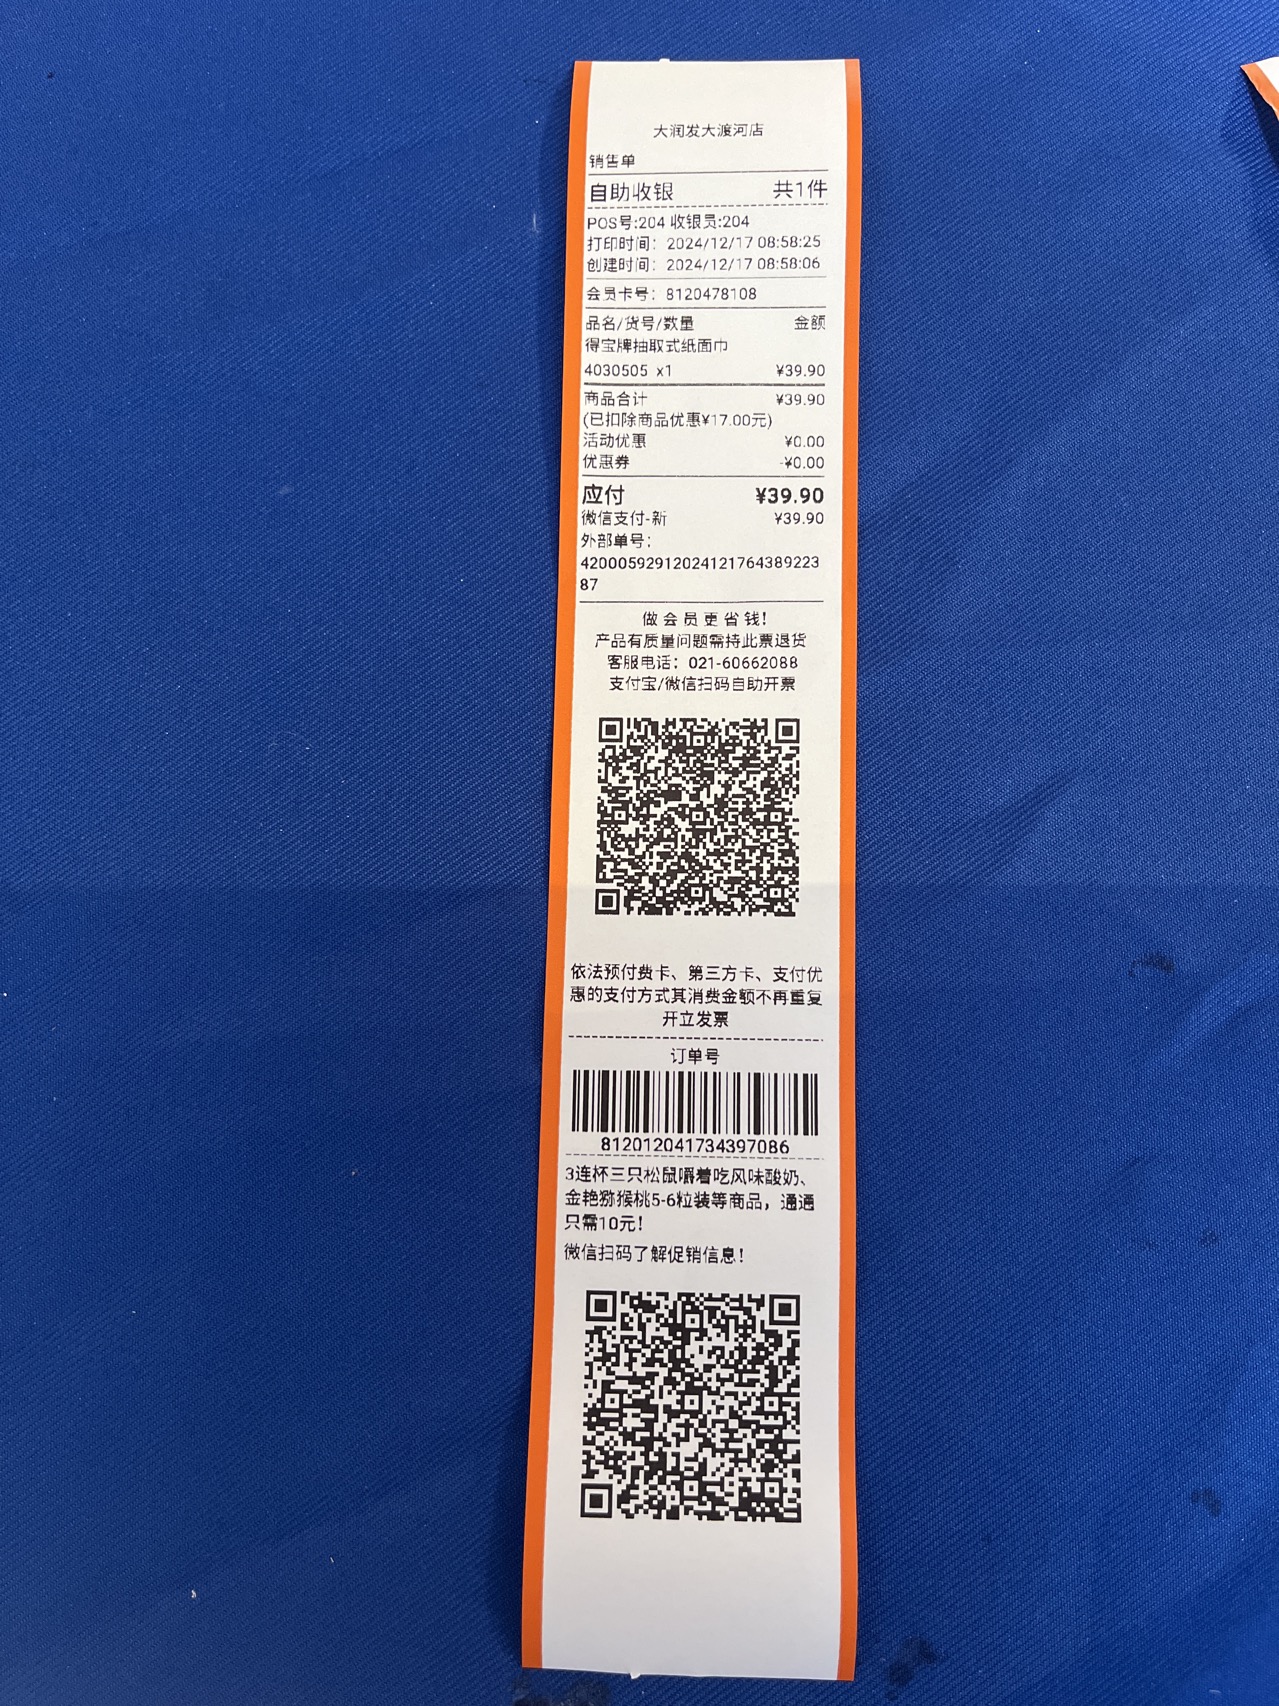 大润发大渡河店
销售单
自助收银 共1件
POS号:204 收银员:204
打印时间：2024/12/17 08:58:25
创建时间：2024/12/17 08:58:06
会员卡号：8120478108
品名/货号/数量 金额
得宝牌抽取式纸面巾
4030505 x1 ¥39.90
商品合计 ¥39.90
(已扣除商品优惠¥17.00元)
活动优惠 ¥0.00
优惠券 -¥0.00
应付 ¥39.90
微信支付-新 ¥39.90
外部单号：
42000592912024121764389223
87
做会员更省钱!
产品有质量问题需持此票退货
客服电话：021-60662088
支付宝/微信扫码自助开票
依法预付费卡、第三方卡、支付优
惠的支付方式其消费金额不再重复
开立发票
订单号
812012041734397086
3连杯三只松鼠嚼着吃风味酸奶、
金艳猕猴桃5-6粒装等商品，通通
只需10元!
微信扫码了解促销信息!